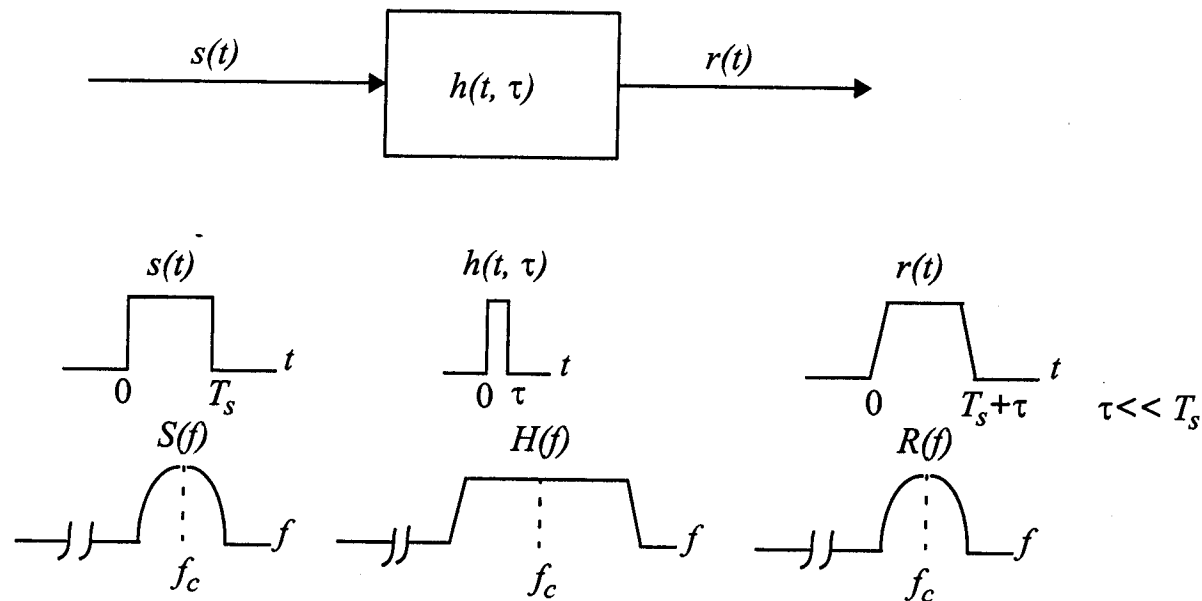 s(t)
h(t, τ)
r(t)
s(t)
h(t, τ)
r(t)
t
t
t
0
T_s
0
τ
0
T_s+τ
τ<< T_s
S(f)
H(f)
R(f)
f
f
f
f_c
f_c
f_c